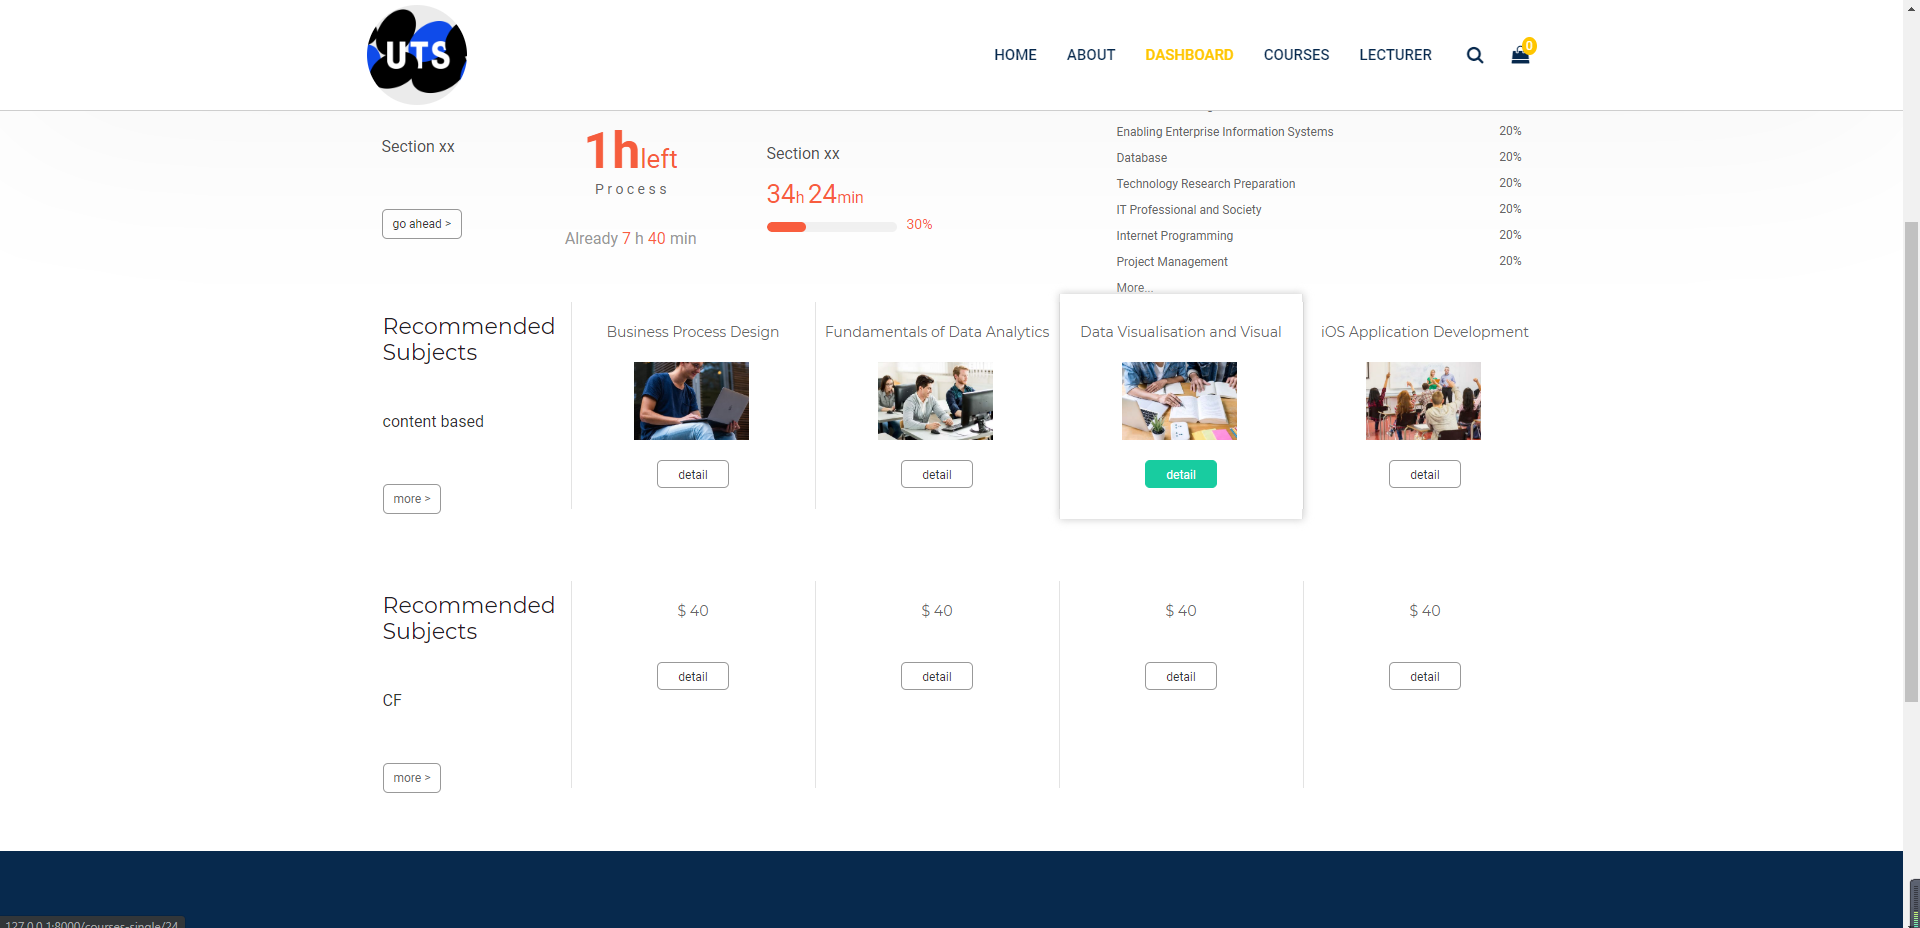 UTS
HOME
ABOUT
DASHBOARD
COURSES
LECTURER
0
Section xx
go ahead >
1h left
Process
Already 7 h 40 min
Section xx
34h 24min
30%
Enabling Enterprise Information Systems 20%
Database 20%
Technology Research Preparation 20%
IT Professional and Society 20%
Internet Programming 20%
Project Management 20%
More...
Recommended
Subjects
content based
more >
Business Process Design
detail
Fundamentals of Data Analytics
detail
Data Visualisation and Visual
detail
iOS Application Development
detail
Recommended
Subjects
CF
more >
$ 40
detail
$ 40
detail
$ 40
detail
$ 40
detail
127.0.0.1:8000/courses-single/24